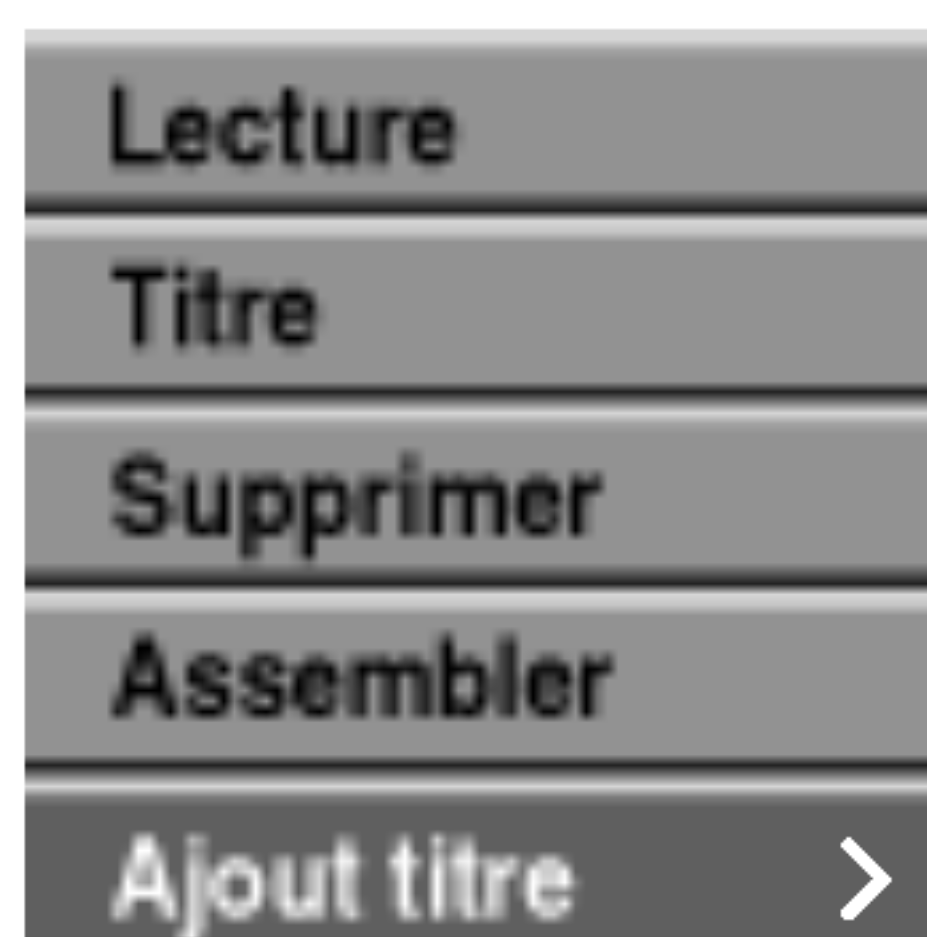 Lecture
Titre
Supprimer
Assembler
Ajout titre